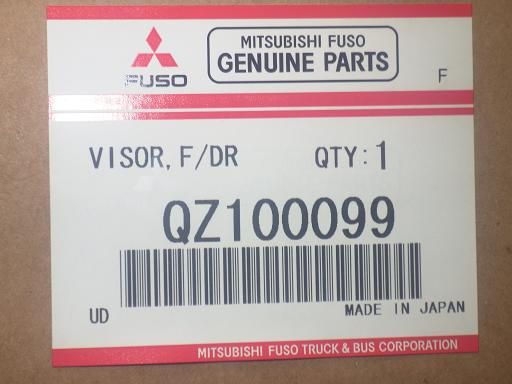 FUSO
MITSUBISHI FUSO
GENUINE PARTS
F
VISOR, F/DR QTY: 1
QZ100099
UD
MADE IN JAPAN
MITSUBISHI FUSO TRUCK & BUS CORPORATION